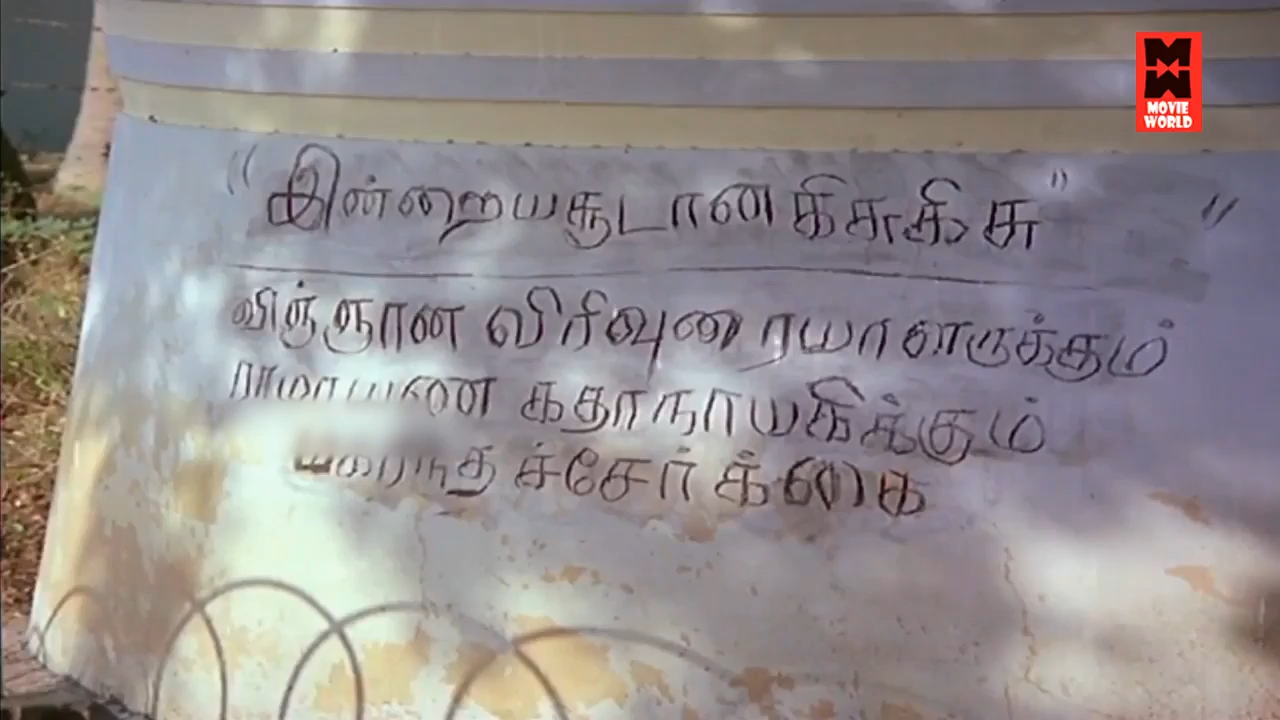 "இன்றைய சூடான கிசுகிசு"
விஞ்ஞான விரிவுரையாளருக்கும்
கதாநாயகிக்கும்
MOVIE
WORLD